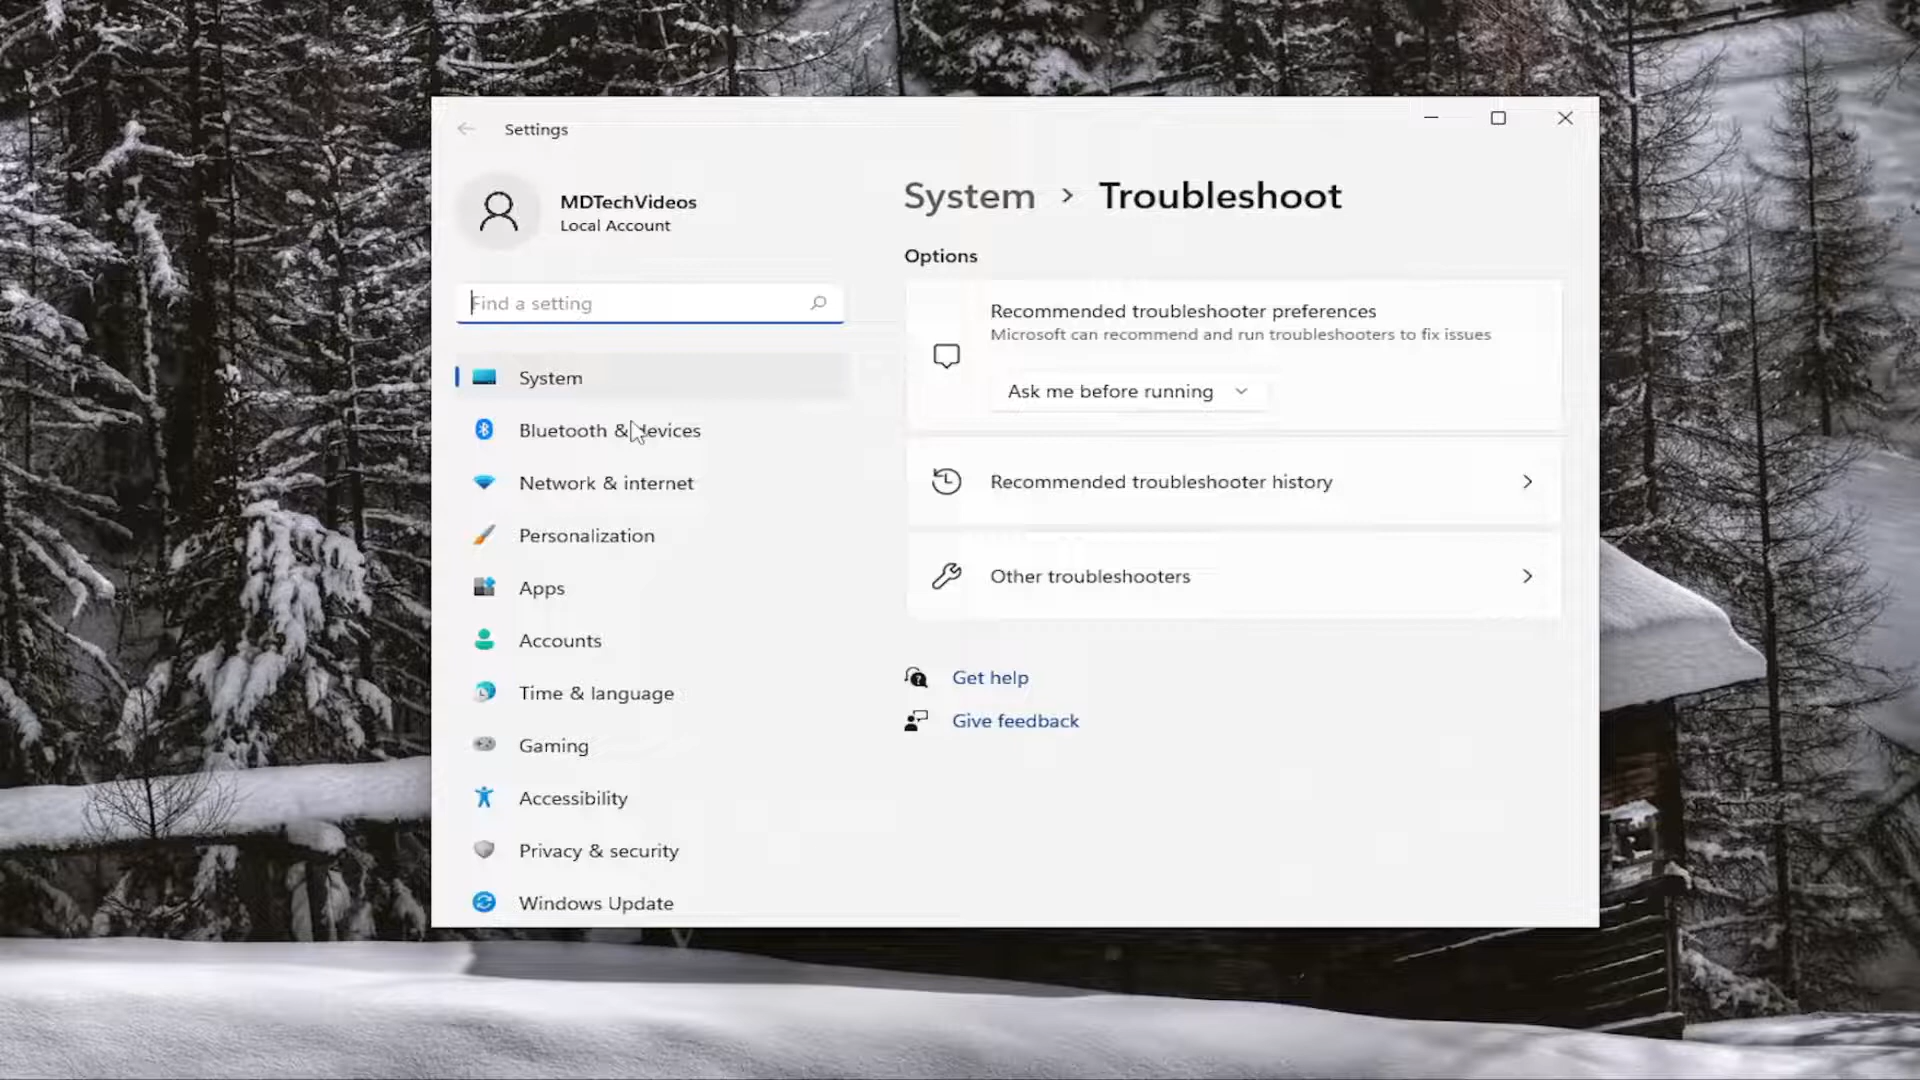 Settings
MDTechVideos
Local Account
Find a setting
System
Bluetooth & devices
Network & internet
Personalization
Apps
Accounts
Time & language
Gaming
Accessibility
Privacy & security
Windows Update
System > Troubleshoot
Options
Recommended troubleshooter preferences
Microsoft can recommend and run troubleshooters to fix issues
Ask me before running
Recommended troubleshooter history
Other troubleshooters
Get help
Give feedback